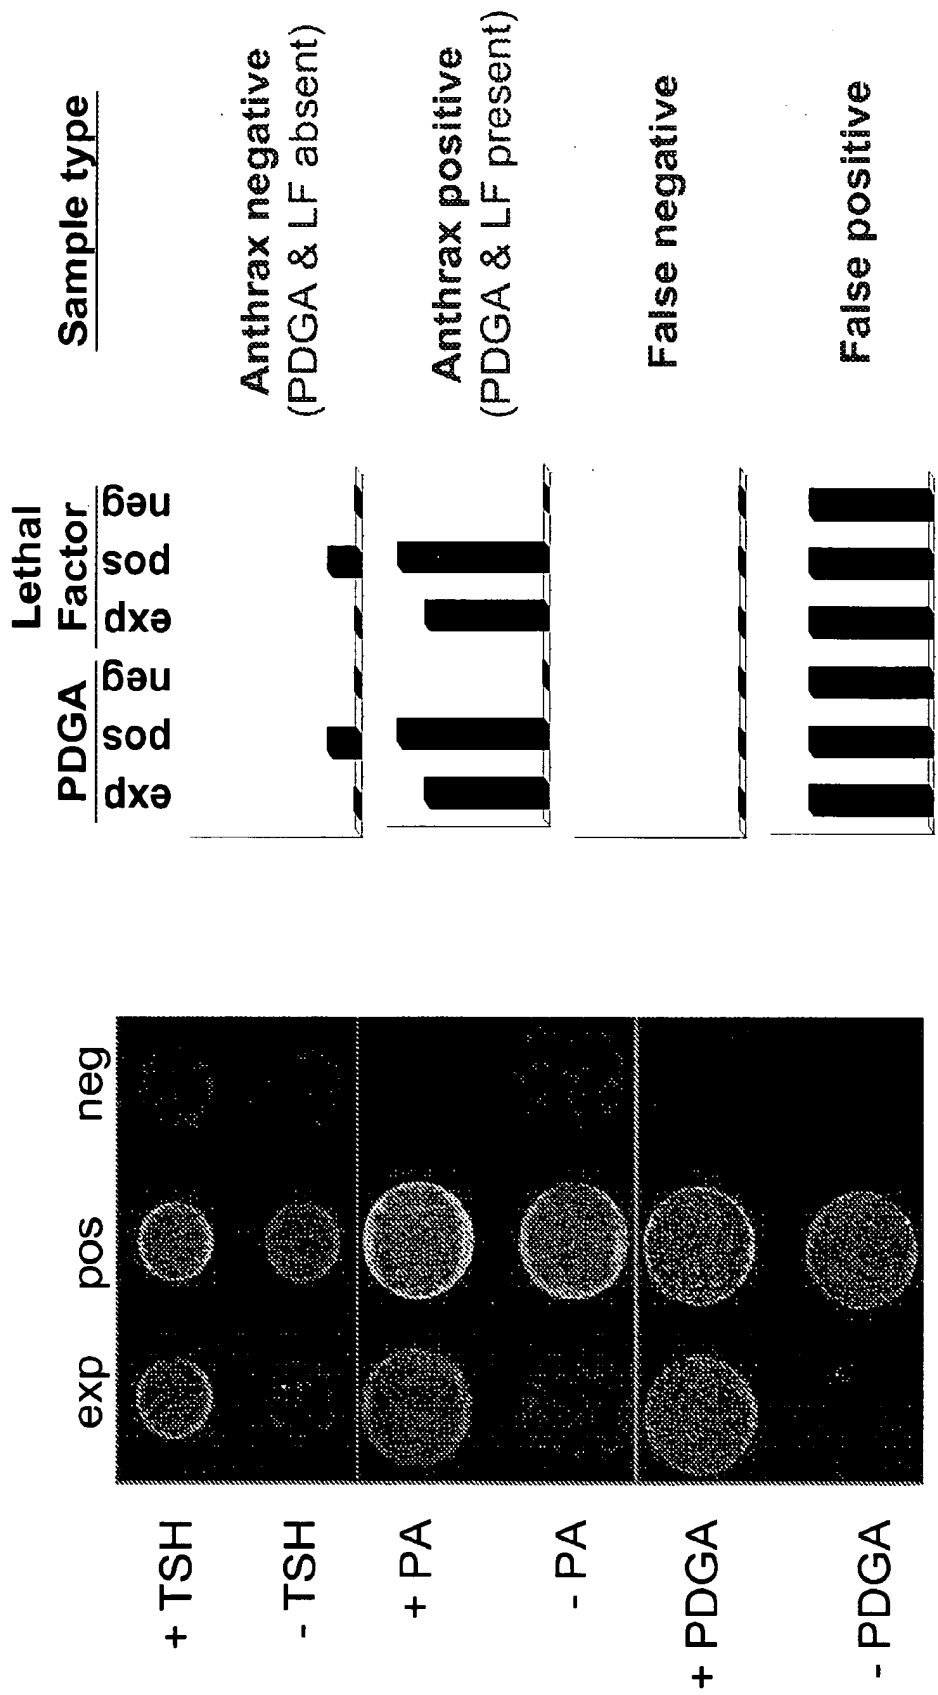 exp pos neg
+ TSH
- TSH
+ PA
- PA
+ PDGA
- PDGA
PDGA
Lethal
Factor
exp pos neg exp pos neg
Sample type
Anthrax negative
(PDGA & LF absent)
Anthrax positive
(PDGA & LF present)
False negative
False positive